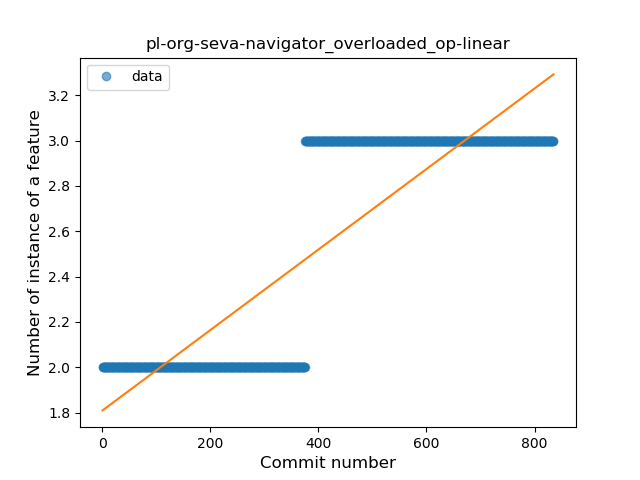 pl-org-seva-navigator_overloaded_op-linear
data
Number of instance of a feature
3.2
3.0
2.8
2.6
2.4
2.2
2.0
1.8
0 200 400 600 800
Commit number